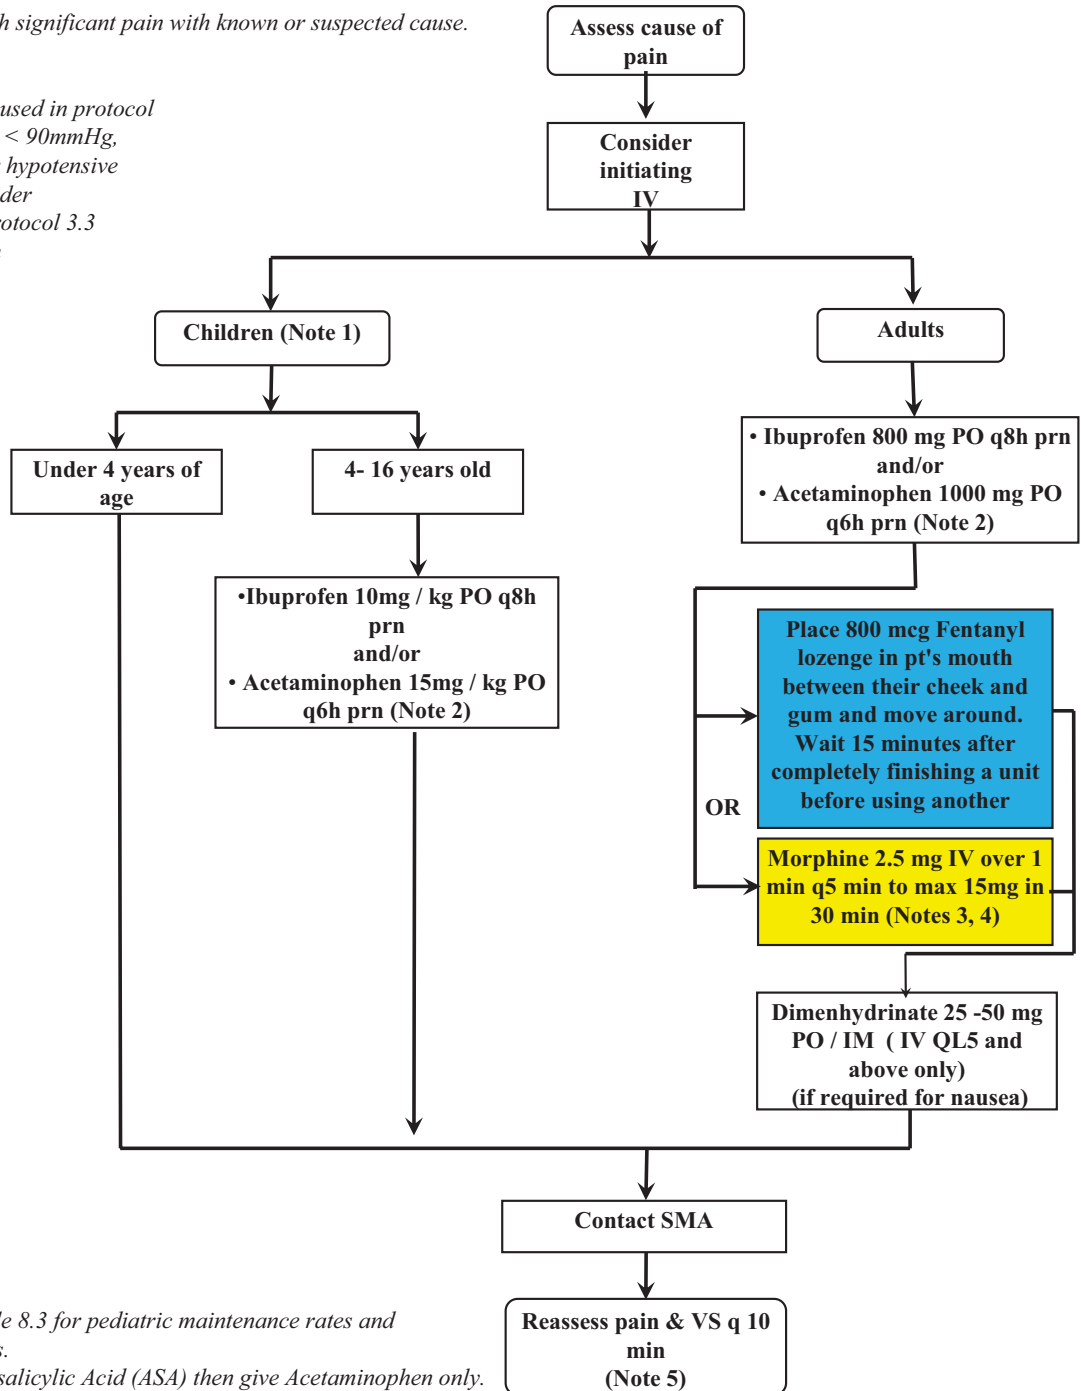 h significant pain with known or suspected cause.
used in protocol
< 90mmHg,
hypotensive
der
rotocol 3.3
Assess cause of
pain
Consider
initiating
IV
Children (Note 1)
Adults
Under 4 years of
age
4- 16 years old
• Ibuprofen 800 mg PO q8h prn
and/or
• Acetaminophen 1000 mg PO
q6h prn (Note 2)
•Ibuprofen 10mg / kg PO q8h
prn
and/or
• Acetaminophen 15mg / kg PO
q6h prn (Note 2)
Place 800 mcg Fentanyl
lozenge in pt's mouth
between their cheek and
gum and move around.
Wait 15 minutes after
completely finishing a unit
before using another
OR
Morphine 2.5 mg IV over 1
min q5 min to max 15mg in
30 min (Notes 3, 4)
Dimenhydrinate 25 -50 mg
PO / IM ( IV QL5 and
above only)
(if required for nausea)
Contact SMA
Reassess pain & VS q 10
min
(Note 5)
le 8.3 for pediatric maintenance rates and
s.
salicylic Acid (ASA) then give Acetaminophen only.